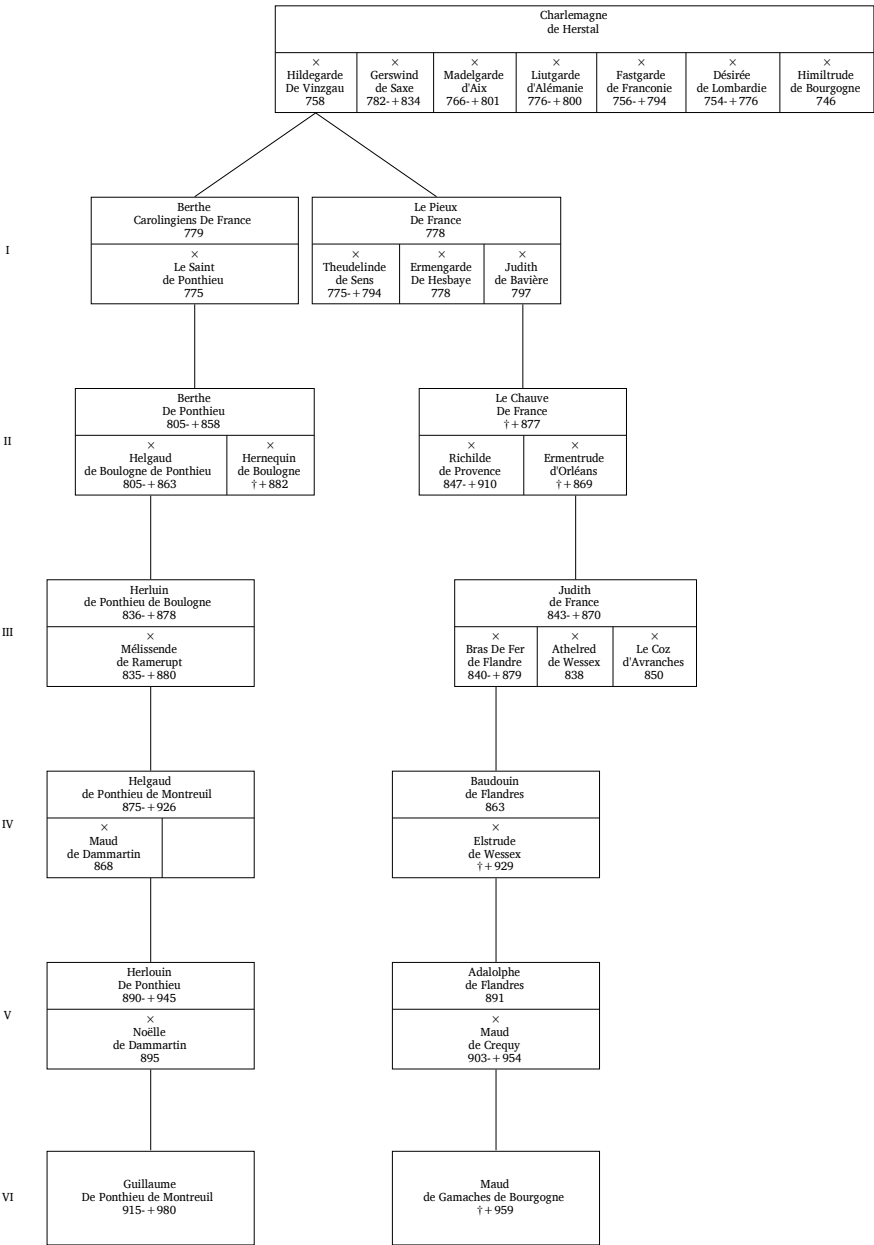 Charlemagne
de Herstal
×
Hildegarde
De Vinzgau
758
×
Gerswind
de Saxe
782-+834
×
Madelgarde
d'Aix
766-+801
×
Liutgarde
d'Alémanie
776-+800
×
Fastgarde
de Franconie
756-+794
×
Désirée
de Lombardie
754-+776
×
Himiltrude
de Bourgogne
746
I
Berthe
Carolingiens De France
779
×
Le Saint
de Ponthieu
775
Le Pieux
De France
778
×
Theudelinde
de Sens
775-+794
×
Ermengarde
De Hesbaye
778
×
Judith
de Bavière
797
II
Berthe
De Ponthieu
805-+858
×
Helgaud
de Boulogne de Ponthieu
805-+863
×
Hernequin
de Boulogne
†+882
Le Chauve
De France
†+877
×
Richilde
de Provence
847-+910
×
Ermentrude
d'Orléans
†+869
III
Herluin
de Ponthieu de Boulogne
836-+878
×
Mélissende
de Ramerupt
835-+880
Judith
de France
843-+870
×
Bras De Fer
de Flandre
840-+879
×
Athelred
de Wessex
838
×
Le Coz
d'Avranches
850
IV
Helgaud
de Ponthieu de Montreuil
875-+926
×
Maud
de Dammartin
868
Baudouin
de Flandres
863
×
Elstrude
de Wessex
†+929
V
Herlouin
De Ponthieu
890-+945
×
Noëlle
de Dammartin
895
Adalolphe
de Flandres
891
×
Maud
de Crequy
903-+954
VI
Guillaume
De Ponthieu de Montreuil
915-+980
Maud
de Gamaches de Bourgogne
†+959